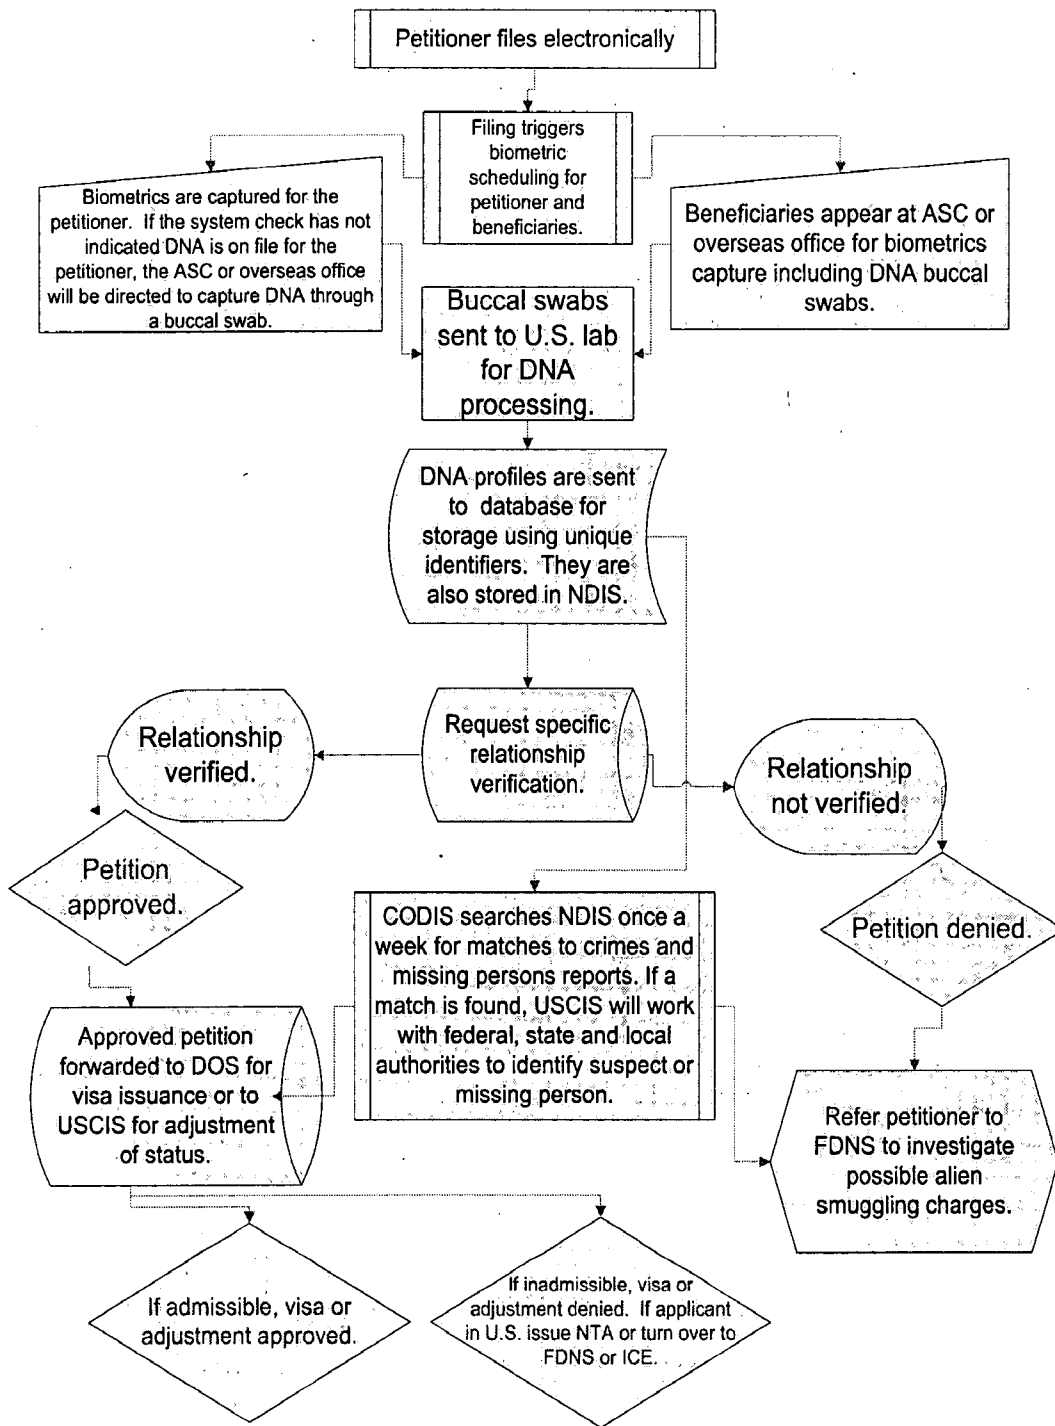 Petitioner files electronically
Filing triggers
biometric
scheduling for
petitioner and
beneficiaries.
Biometrics are captured for the
petitioner. If the system check has not
indicated DNA is on file for the
petitioner, the ASC or overseas office
will be directed to capture DNA through
a buccal swab.
Beneficiaries appear at ASC or
overseas office for biometrics
capture including DNA buccal
swabs.
Buccal swabs
sent to U.S. lab
for DNA
processing.
DNA profiles are sent
to database for
storage using unique
identifiers. They are
also stored in NDIS.
Relationship
verified.
Request specific
relationship
verification.
Relationship
not verified.
Petition
approved.
CODIS searches NDIS once a
week for matches to crimes and
missing persons reports. If a
match is found, USCIS will work
with federal, state and local
authorities to identify suspect or
missing person.
Petition denied.
Approved petition
forwarded to DOS for
visa issuance or to
USCIS for adjustment
of status.
Refer petitioner to
FDNS to investigate
possible alien
smuggling charges.
If admissible, visa or
adjustment approved.
If inadmissible, visa or
adjustment denied. If applicant
in U.S. issue NTA or turn over to
FDNS or ICE.